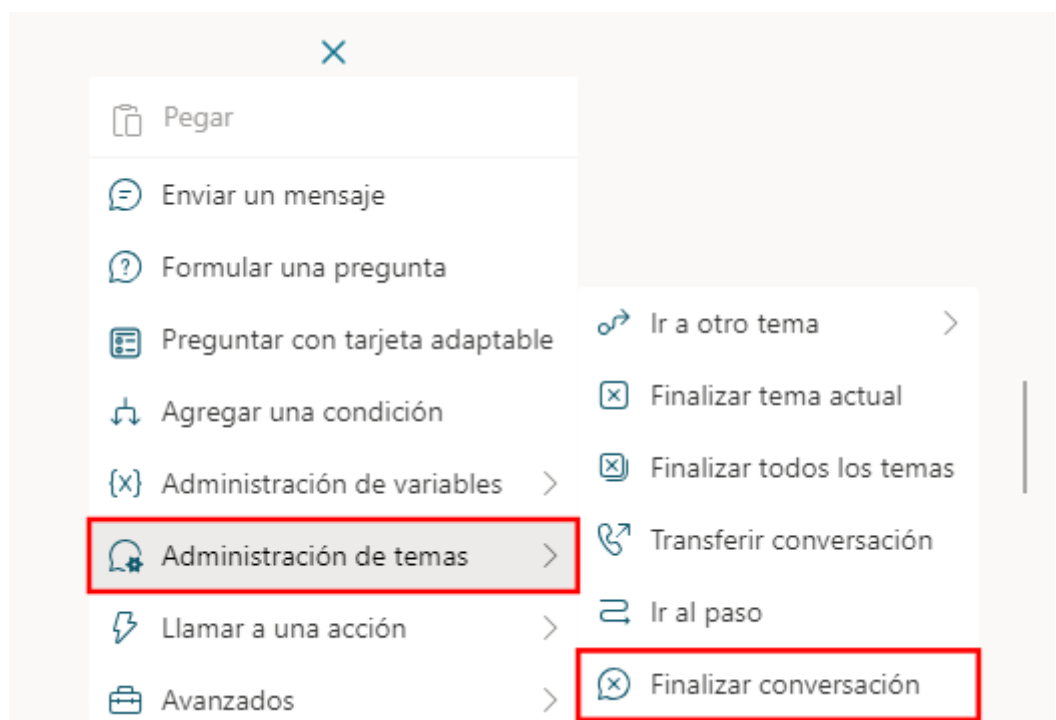 Pegar
Enviar un mensaje
Formular una pregunta
Preguntar con tarjeta adaptable
Agregar una condición
{x} Administración de variables
Administración de temas
Llamar a una acción
Avanzados
Ir a otro tema
Finalizar tema actual
Finalizar todos los temas
Transferir conversación
Ir al paso
Finalizar conversación